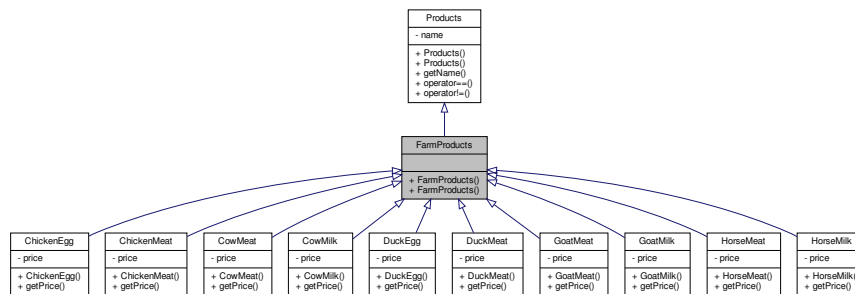 Products
- name
+ Products()
+ Products()
+ getName()
+ operator==()
+ operator!=()
FarmProducts
+ FarmProducts()
+ FarmProducts()
ChickenEgg
- price
+ ChickenEgg()
+ getPrice()
ChickenMeat
- price
+ ChickenMeat()
+ getPrice()
CowMeat
- price
+ CowMeat()
+ getPrice()
CowMilk
- price
+ CowMilk()
+ getPrice()
DuckEgg
- price
+ DuckEgg()
+ getPrice()
DuckMeat
- price
+ DuckMeat()
+ getPrice()
GoatMeat
- price
+ GoatMeat()
+ getPrice()
GoatMilk
- price
+ GoatMilk()
+ getPrice()
HorseMeat
- price
+ HorseMeat()
+ getPrice()
HorseMilk
- price
+ HorseMilk()
+ getPrice()